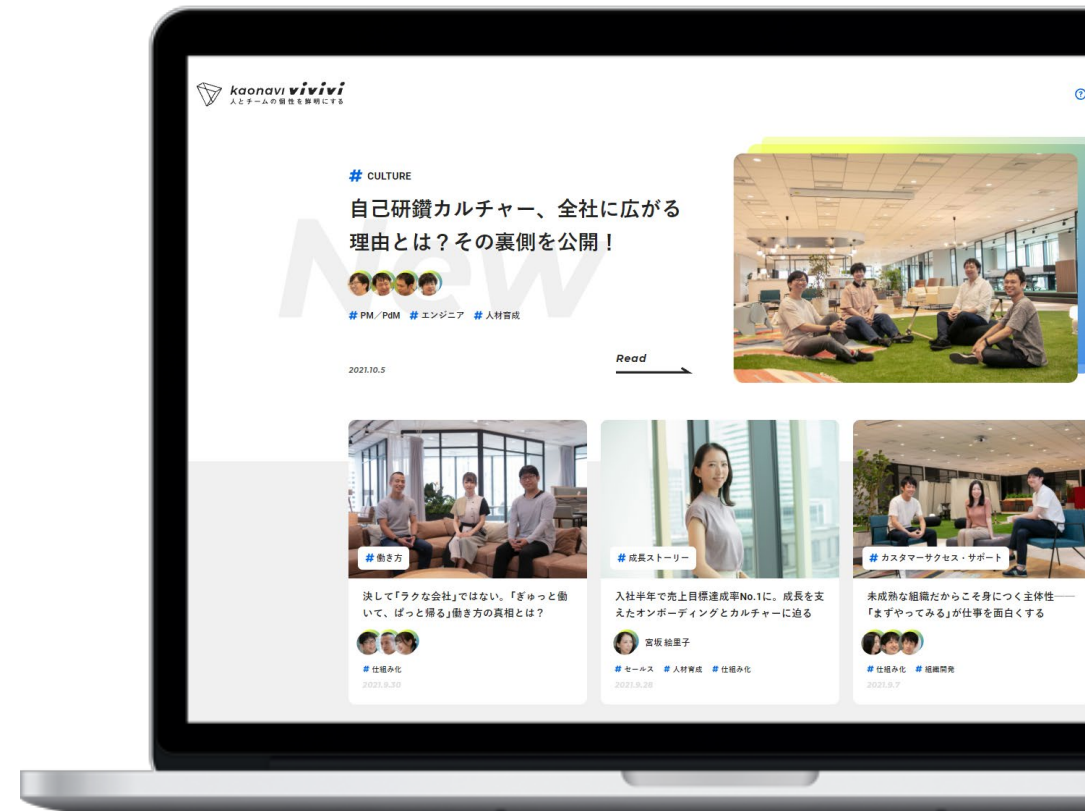 kaonavi vivivi
人とチームの個性を鮮明にする
New
# CULTURE
自己研鑽カルチャー、全社に広がる
理由とは？その裏側を公開！
# PM／PdM # エンジニア # 人材育成
2021.10.5
Read
# 働き方
決して「ラクな会社」ではない。「ぎゅっと働
いて、ぱっと帰る」働き方の真相とは？
# 仕組み化
2021.9.30
# 成長ストーリー
入社半年で売上目標達成率No.1に。成長を支
えたオンボーディングとカルチャーに迫る
宮坂 絵里子
# セールス # 人材育成 # 仕組み化
2021.9.28
# カスタマーサクセス・サポート
未成熟な組織だからこそ身につく主体性――
「まずやってみる」が仕事を面白くする
# 仕組み化 # 組織開発
2021.9.7